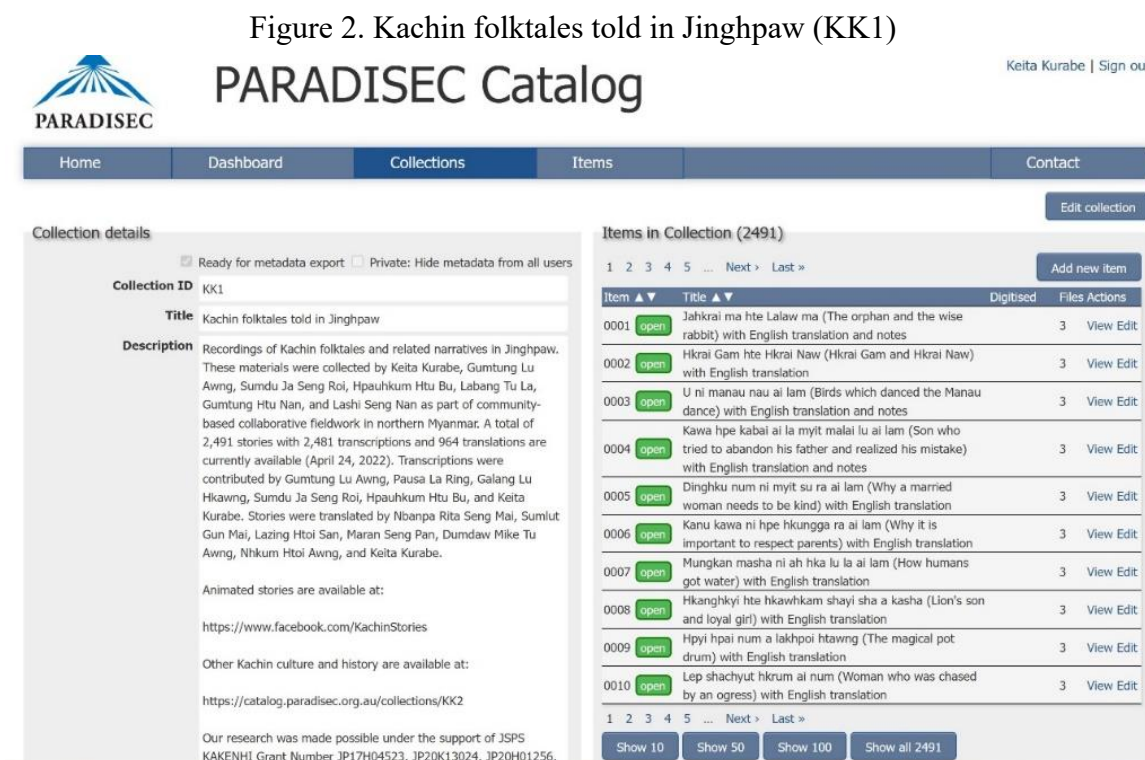 Figure 2. Kachin folktales told in Jinghpaw (KK1)
PARADISEC
PARADISEC Catalog
Keita Kurabe | Sign ou
Home Dashboard Collections Items Contact
Edit collection
Collection details
Ready for metadata export Private: Hide metadata from all users
Collection ID KK1
Title Kachin folktales told in Jinghpaw
Description Recordings of Kachin folktales and related narratives in Jinghpaw.
These materials were collected by Keita Kurabe, Gumtung Lu
Awng, Sumdu Ja Seng Roi, Hpauhkum Htu Bu, Labang Tu La,
Gumtung Htu Nan, and Lashi Seng Nan as part of community-
based collaborative fieldwork in northern Myanmar. A total of
2,491 stories with 2,481 transcriptions and 964 translations are
currently available (April 24, 2022). Transcriptions were
contributed by Gumtung Lu Awng, Pausa La Ring, Galang Lu
Hkawng, Sumdu Ja Seng Roi, Hpauhkum Htu Bu, and Keita
Kurabe. Stories were translated by Nbanpa Rita Seng Mai, Sumlut
Gun Mai, Lazing Htoi San, Maran Seng Pan, Dumdaw Mike Tu
Awng, Nhkum Htoi Awng, and Keita Kurabe.
Animated stories are available at:
https://www.facebook.com/KachinStories
Other Kachin culture and history are available at:
https://catalog.paradisec.org.au/collections/KK2
Our research was made possible under the support of JSPS
KAKENHI Grant Number JP17H04523, JP20K13024, JP20H01256,
Items in Collection (2491)
1 2 3 4 5 ... Next › Last »
Add new item
Item ▲▼ Title ▲▼ Digitised Files Actions
0001 open Jahkrai ma hte Lalaw ma (The orphan and the wise
rabbit) with English translation and notes 3 View Edit
0002 open Hkrai Gam hte Hkrai Naw (Hkrai Gam and Hkrai Naw)
with English translation 3 View Edit
0003 open U ni manau nau ai lam (Birds which danced the Manau
dance) with English translation and notes 3 View Edit
Kawa hpe kabai ai la myit malai lu ai lam (Son who
0004 open tried to abandon his father and realized his mistake) 3 View Edit
with English translation and notes
0005 open Dinghku num ni myit su ra ai lam (Why a married
woman needs to be kind) with English translation 3 View Edit
0006 open Kanu kawa ni hpe hkungga ra ai lam (Why it is
important to respect parents) with English translation 3 View Edit
0007 open Mungkan masha ni ah hka lu la ai lam (How humans
got water) with English translation 3 View Edit
0008 open Hkanghkyi hte hkawhkam shayi sha a kasha (Lion's son
and loyal girl) with English translation 3 View Edit
0009 open Hpyi hpai num a lakhpoi htawng (The magical pot
drum) with English translation 3 View Edit
0010 open Lep shachyut hkrum ai num (Woman who was chased
by an ogress) with English translation 3 View Edit
1 2 3 4 5 ... Next › Last »
Show 10 Show 50 Show 100 Show all 2491